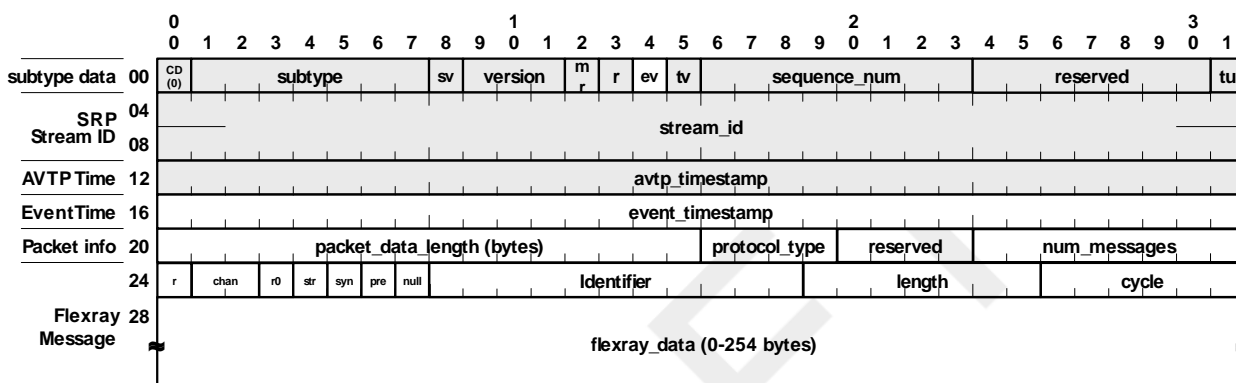 0 1 2 3
0 1 2 3 4 5 6 7 8 9 0 1 2 3 4 5 6 7 8 9 0 1 2 3 4 5 6 7 8 9 0 1
subtype data 00 CD (0) subtype sv version m r r ev tv sequence_num reserved tu
SRP Stream ID 04 08 stream_id
AVTP Time 12 avtp_timestamp
Event Time 16 event_timestamp
Packet info 20 packet_data_length (bytes) protocol_type reserved num_messages
24 r chan r0 str syn pre null Identifier length cycle
Flexray Message 28 flexray_data (0-254 bytes)